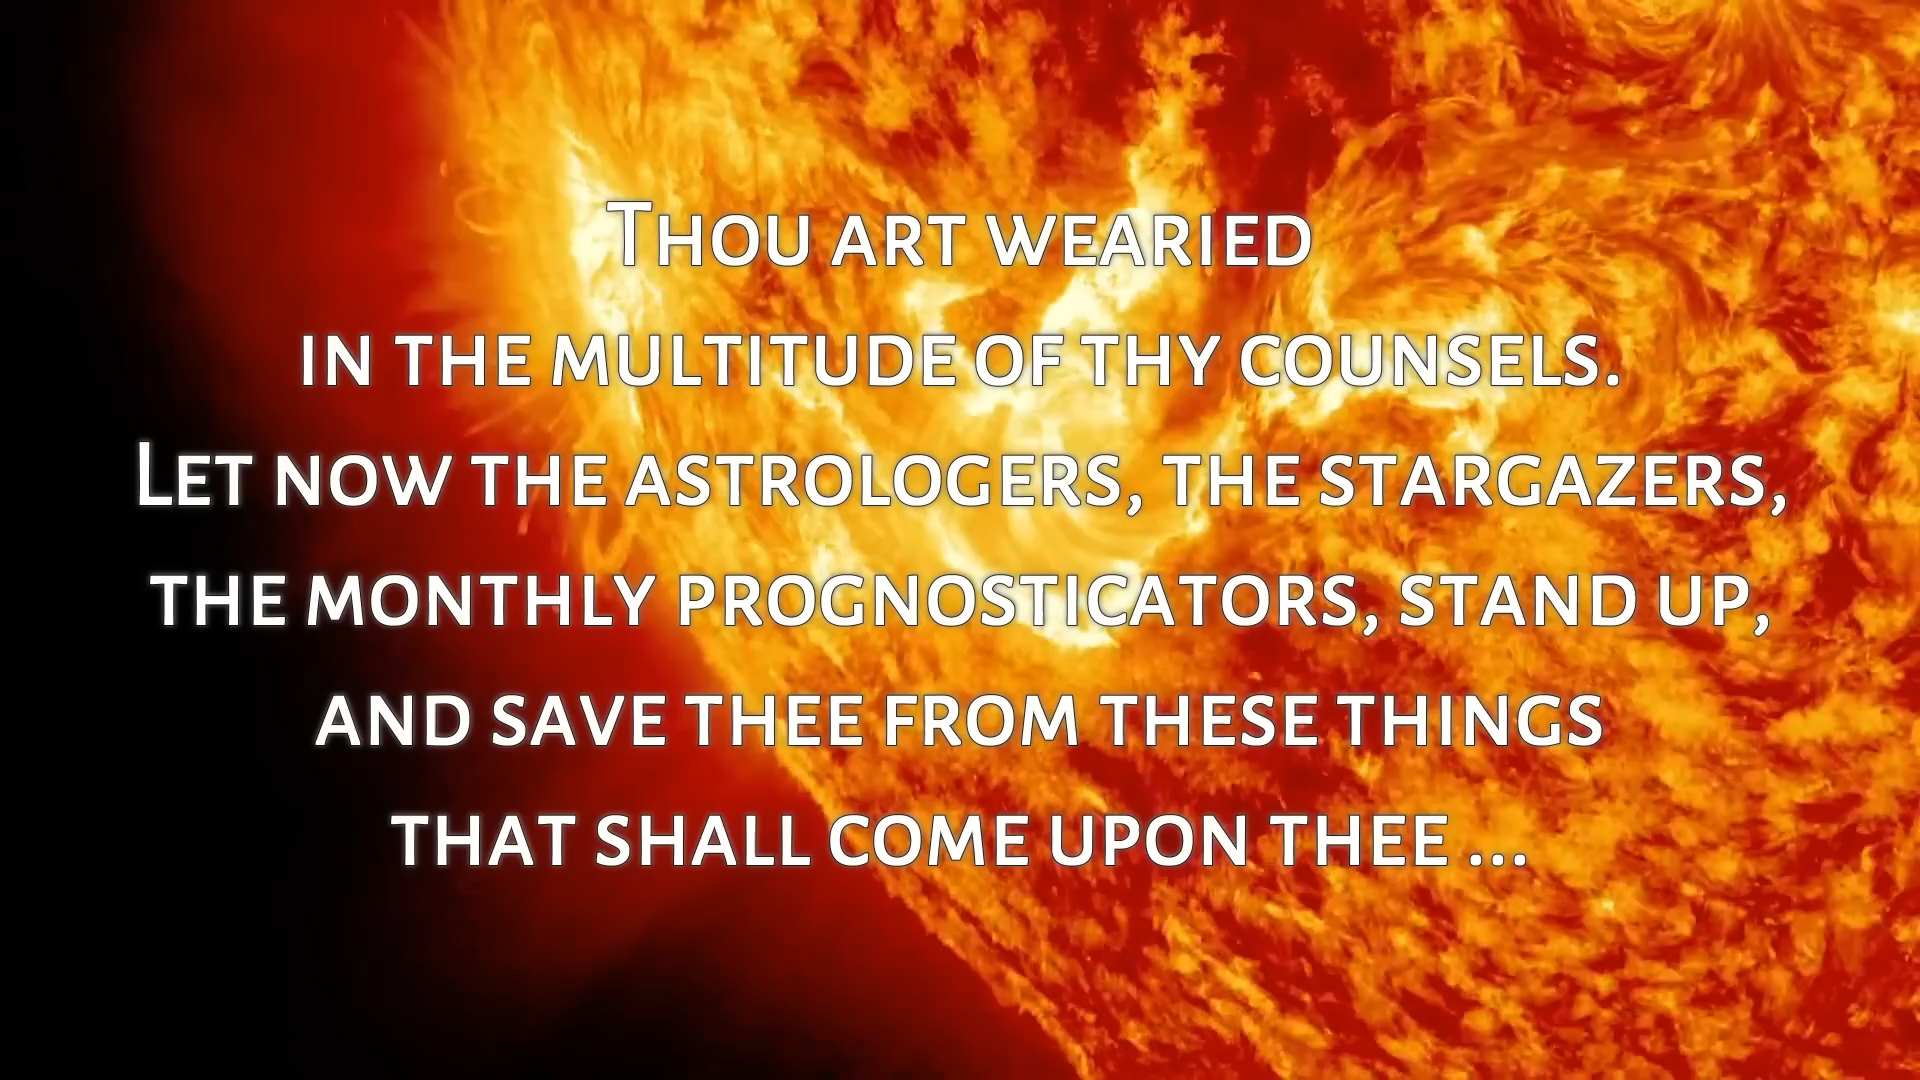 Thou art wearied
in the multitude of thy counsels.
Let now the astrologers, the stargazers,
the monthly prognosticators, stand up,
and save thee from these things
that shall come upon thee ...